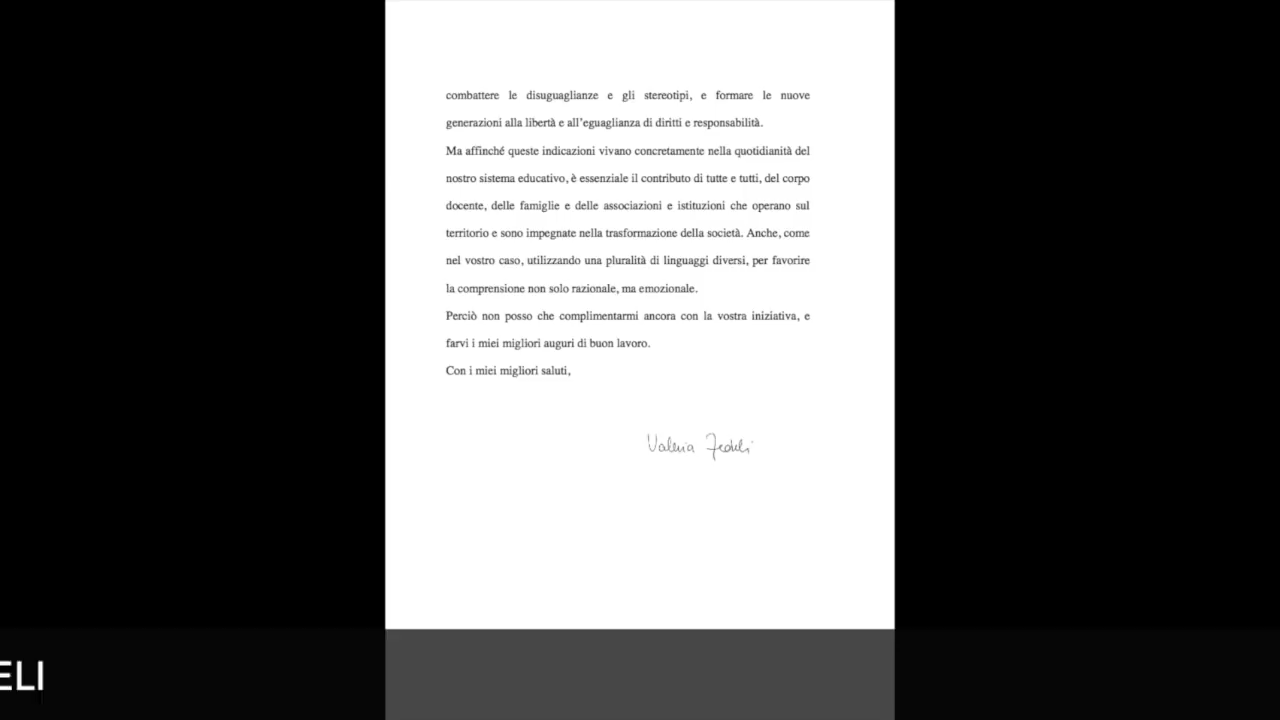 combattere le disuguaglianze e gli stereotipi, e formare le nuove
generazioni alla libertà e all'eguaglianza di diritti e responsabilità.
Ma affinché queste indicazioni vivano concretamente nella quotidianità del
nostro sistema educativo, è essenziale il contributo di tutte e tutti, del corpo
docente, delle famiglie e delle associazioni e istituzioni che operano sul
territorio e sono impegnate nella trasformazione della società. Anche, come
nel vostro caso, utilizzando una pluralità di linguaggi diversi, per favorire
la comprensione non solo razionale, ma emozionale.
Perciò non posso che complimentarmi ancora con la vostra iniziativa, e
farvi i miei migliori auguri di buon lavoro.
Con i miei migliori saluti,
Valeria Fedeli
ELI